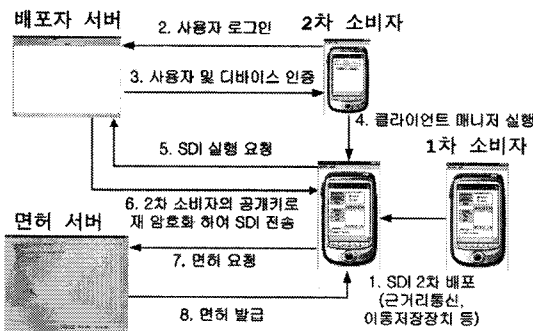 배포자 서버
2. 사용자 로그인
2차 소비자
3. 사용자 및 디바이스 인증
4. 클라이언트 매니저 실행
5. SDI 실행 요청
1차 소비자
6. 2차 소비자의 공개키로
재 암호화 하여 SDI 전송
면허 서버
7. 면허 요청
1. SDI 2차 배포
(근거리통신,
이동저장장치 등)
8. 면허 발급